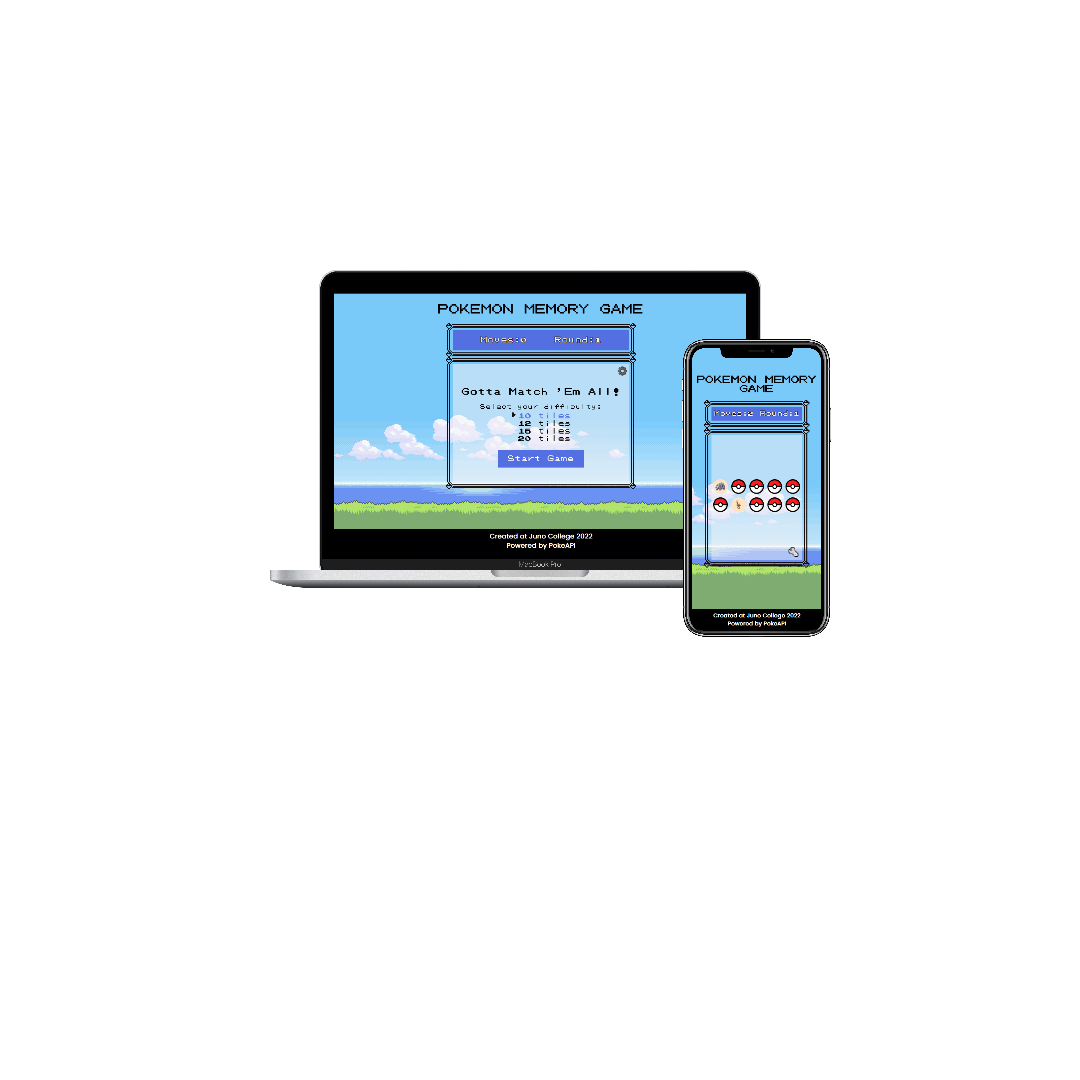 POKEMON MEMORY GAME
Moves:0 Round:1
Gotta Match 'Em All!
Select your difficulty:
10 tiles
12 tiles
15 tiles
20 tiles
Start Game
Created at Juno College 2022
Powered by PokeAPI
MacBook Pro
POKEMON MEMORY
GAME
Moves:2 Round:1
Created at Juno College 2022
Powered by PokeAPI